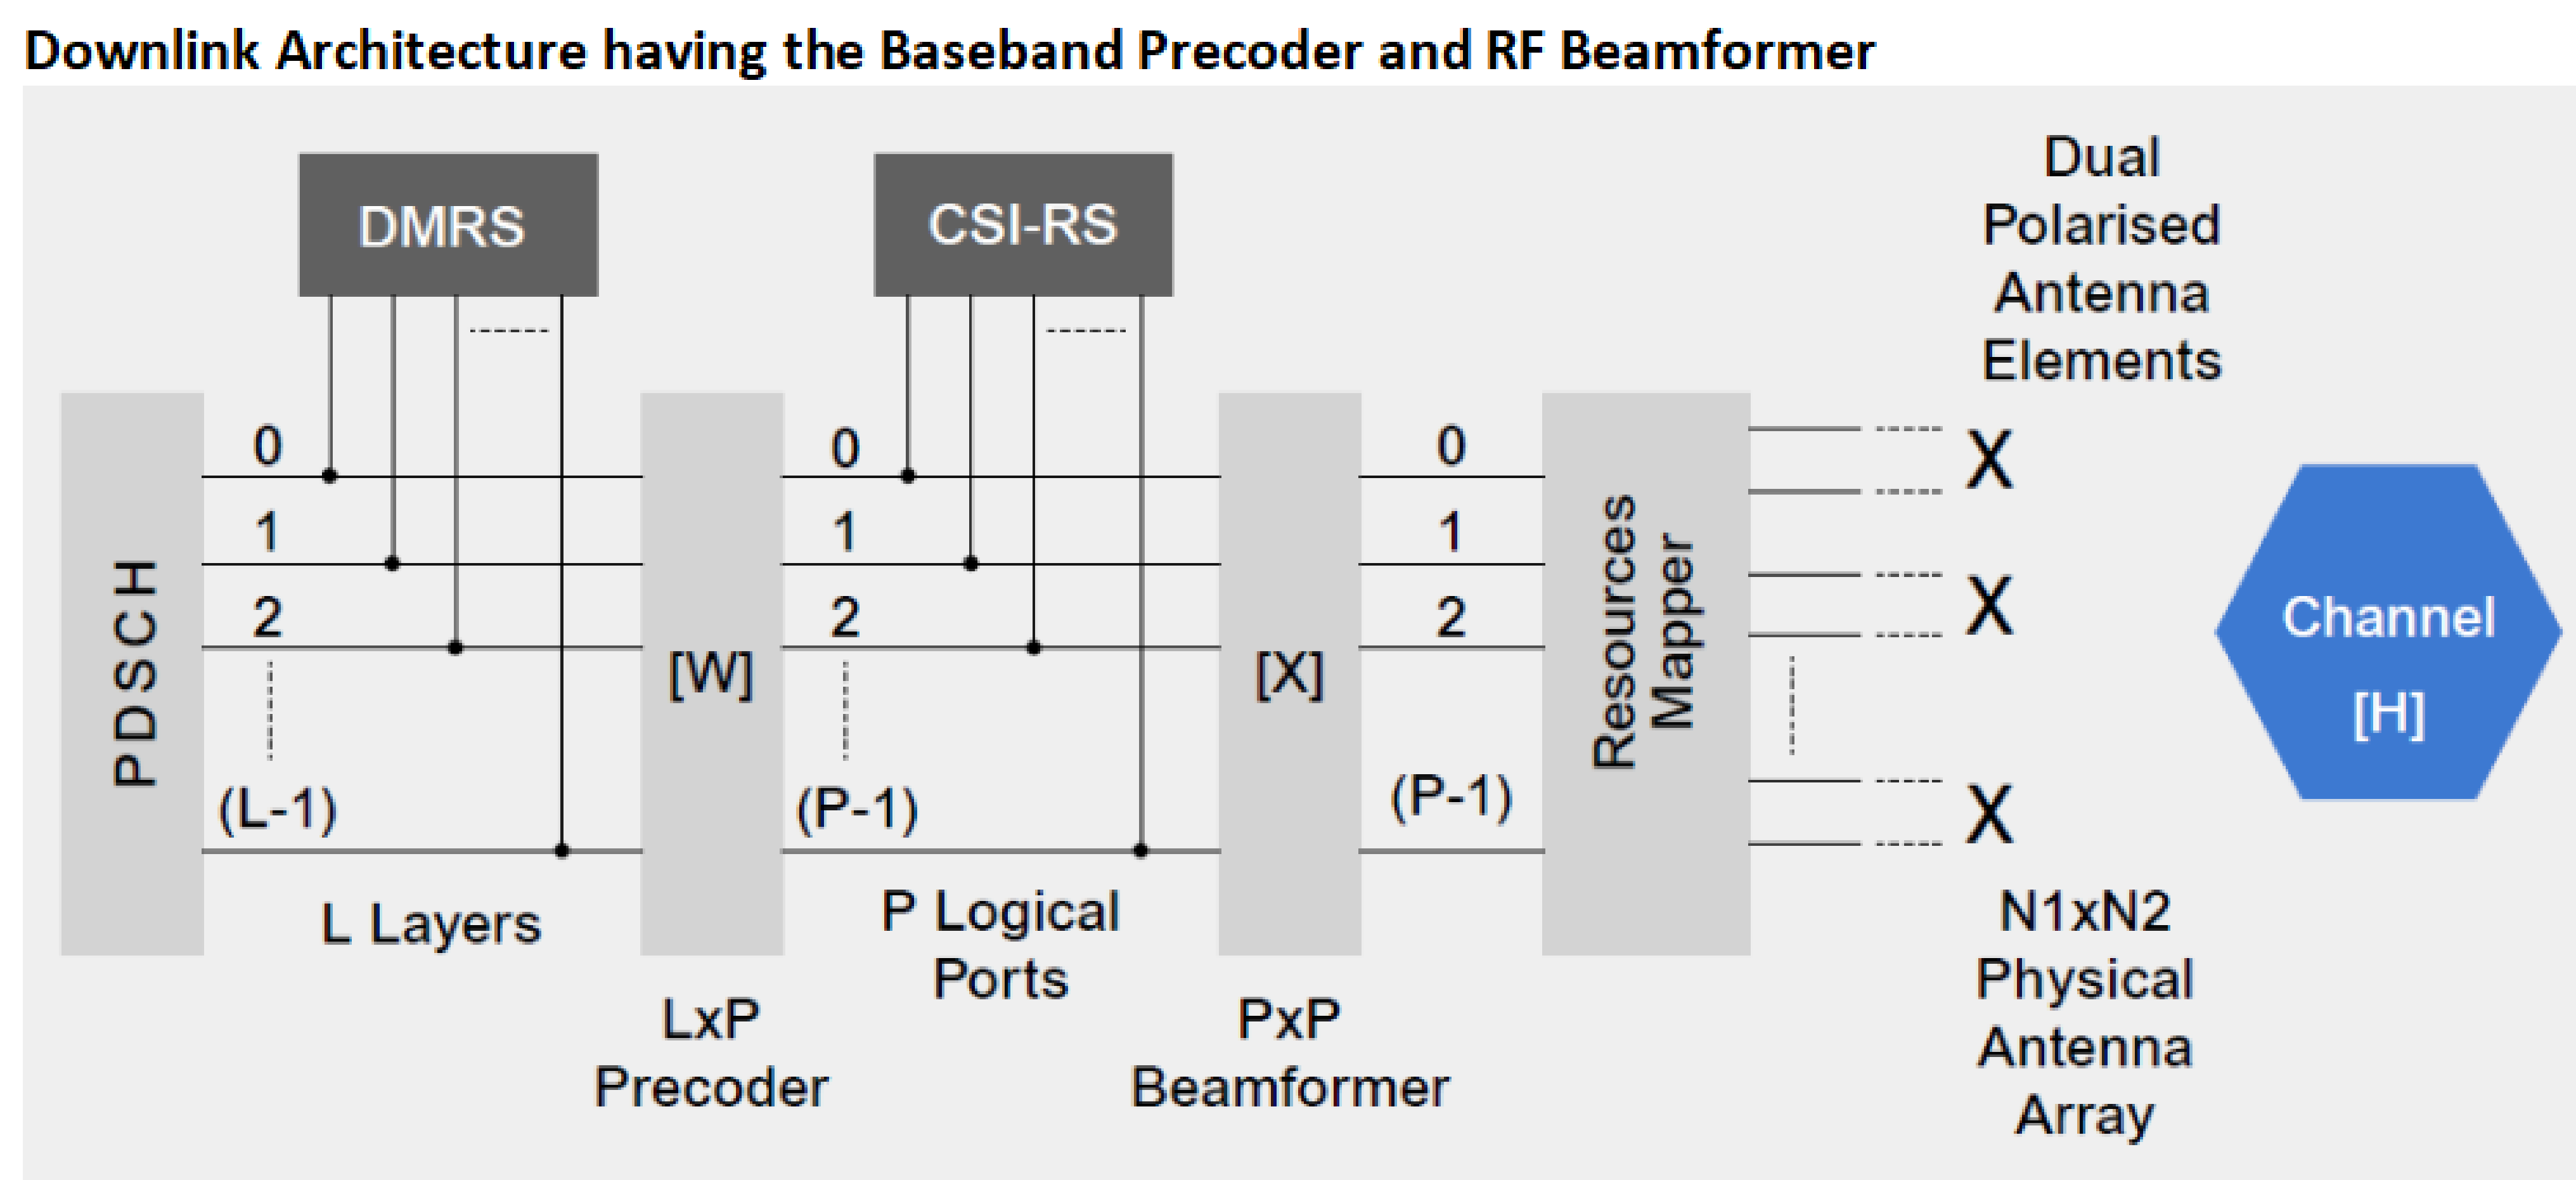 Downlink Architecture having the Baseband Precoder and RF Beamformer
DMRS
CSI-RS
Dual
Polarised
Antenna
Elements
PDSCH
0
1
2
(L-1)
L Layers
[W]
LxP
Precoder
0
1
2
(P-1)
P Logical
Ports
[X]
PxP
Beamformer
0
1
2
(P-1)
Resources
Mapper
X
X
X
N1xN2
Physical
Antenna
Array
Channel
[H]